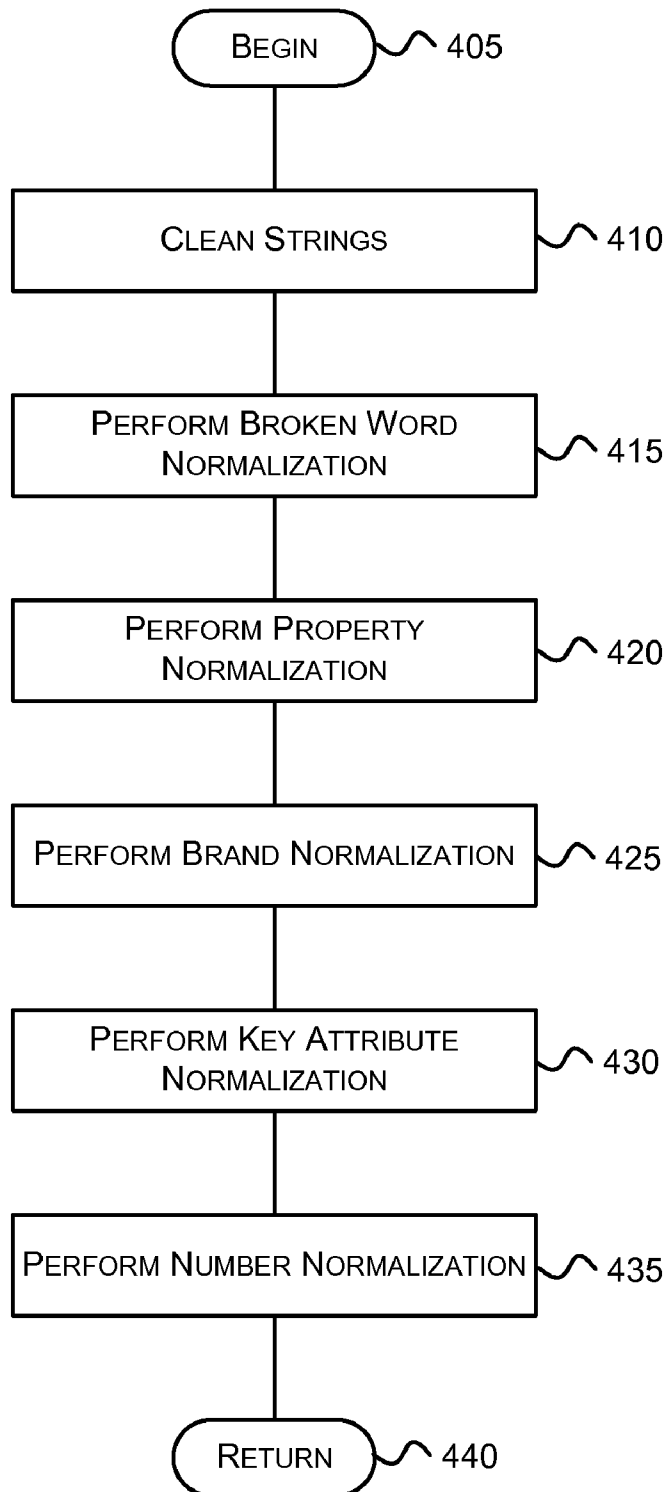 BEGIN 405
CLEAN STRINGS 410
PERFORM BROKEN WORD
NORMALIZATION 415
PERFORM PROPERTY
NORMALIZATION 420
PERFORM BRAND NORMALIZATION 425
PERFORM KEY ATTRIBUTE
NORMALIZATION 430
PERFORM NUMBER NORMALIZATION 435
RETURN 440